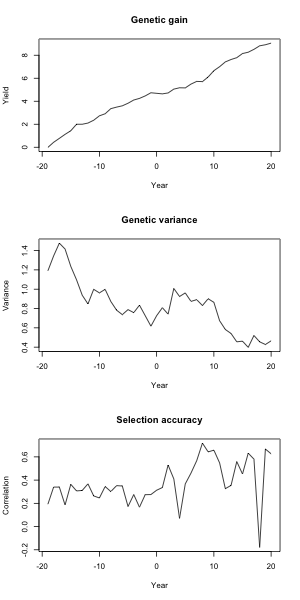 Genetic gain
Yield
8
6
4
2
0
-20 -10 0 10 20
Year
Genetic variance
Variance
1.4
1.2
1.0
0.8
0.6
0.4
-20 -10 0 10 20
Year
Selection accuracy
Correlation
0.6
0.4
0.2
0.0
-0.2
-20 -10 0 10 20
Year